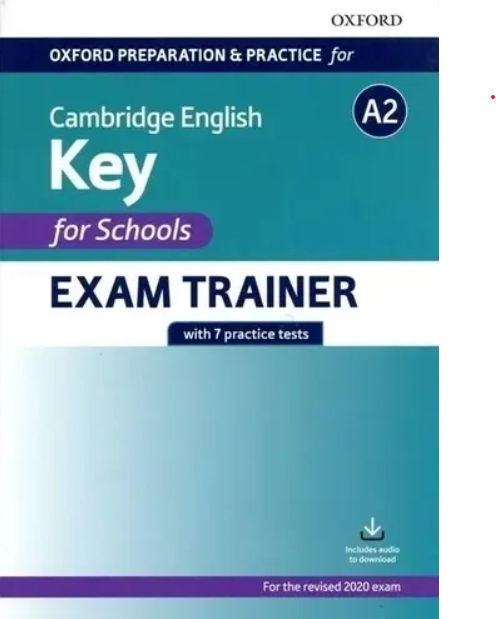 OXFORD
OXFORD PREPARATION & PRACTICE for
Cambridge English
A2
Key
for Schools
EXAM TRAINER
with 7 practice tests
Includes audio
to download
For the revised 2020 exam